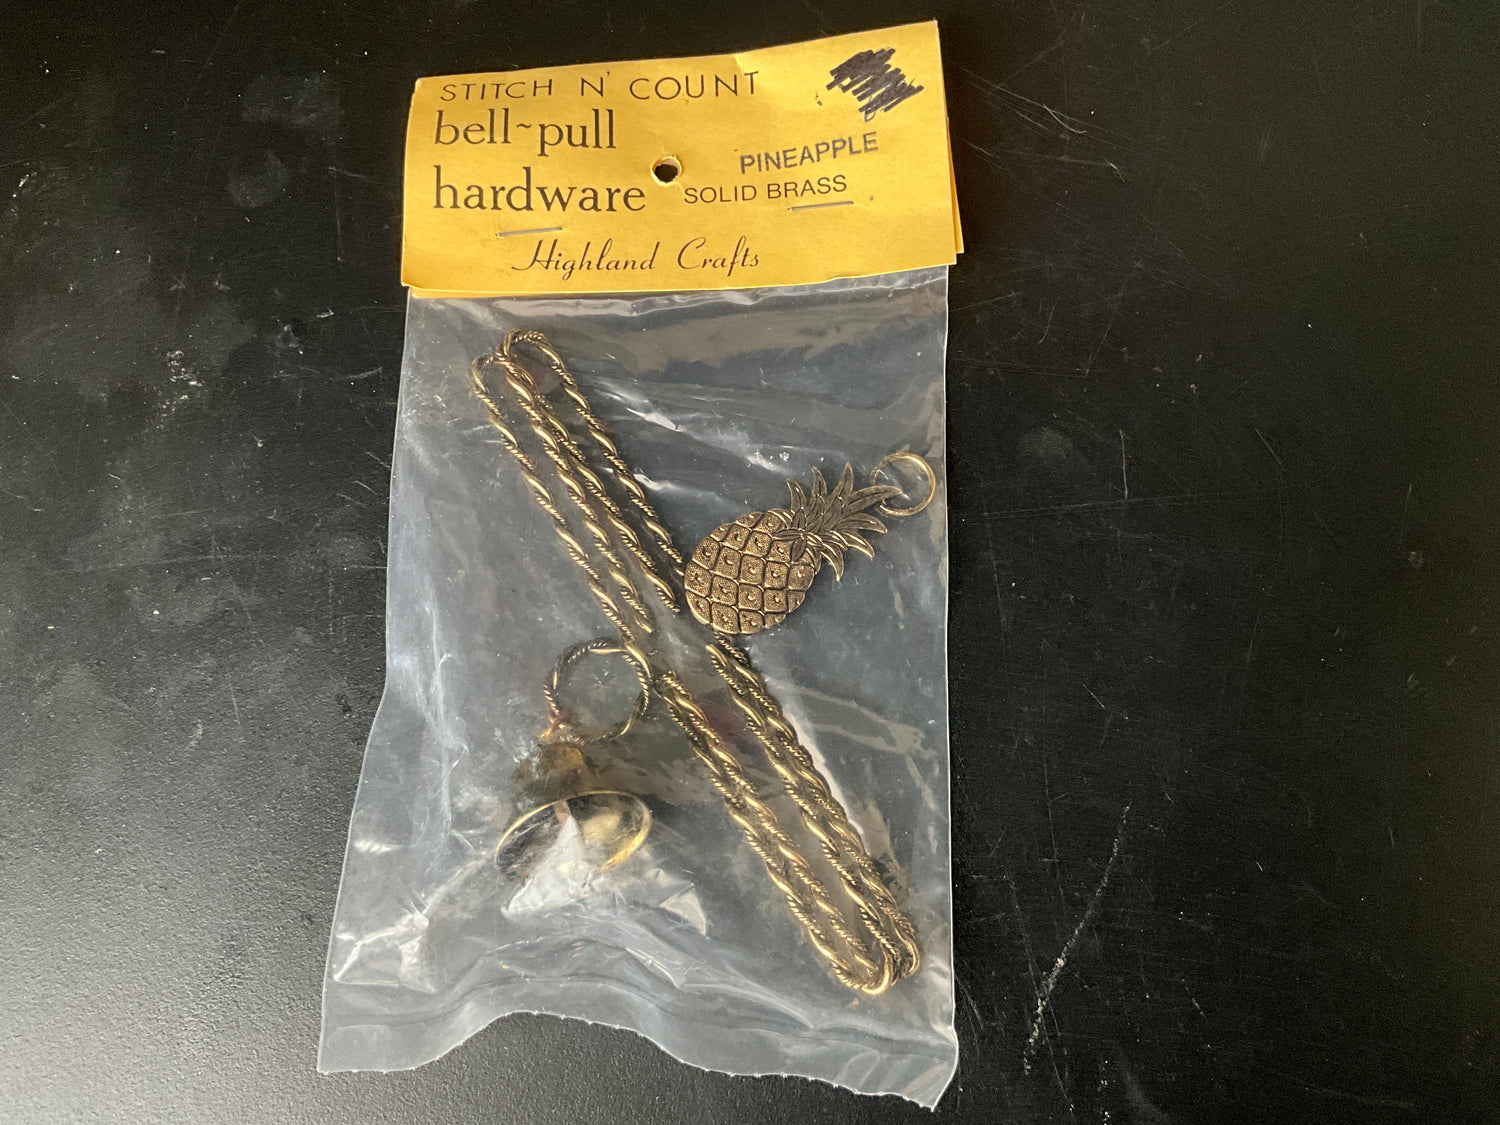 STITCH N' COUNT
bell~pull
hardware
PINEAPPLE
SOLID BRASS
Highland Crafts